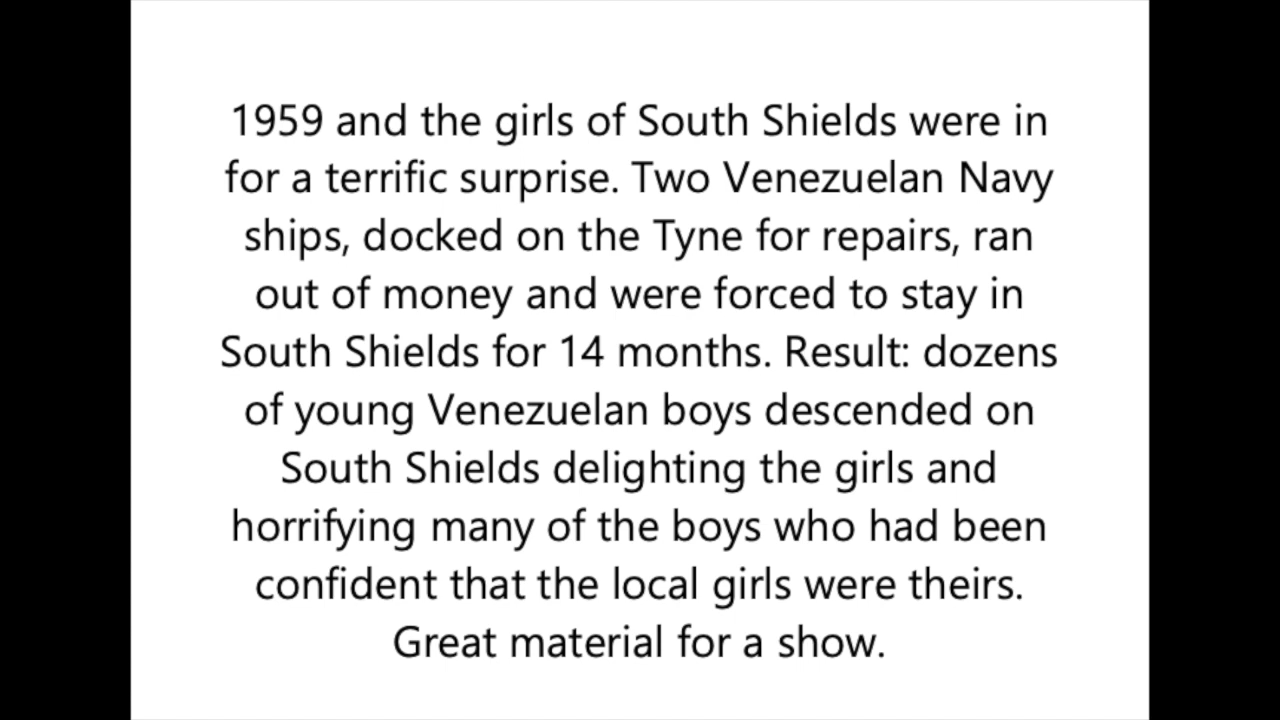 1959 and the girls of South Shields were in
for a terrific surprise. Two Venezuelan Navy
ships, docked on the Tyne for repairs, ran
out of money and were forced to stay in
South Shields for 14 months. Result: dozens
of young Venezuelan boys descended on
South Shields delighting the girls and
horrifying many of the boys who had been
confident that the local girls were theirs.
Great material for a show.